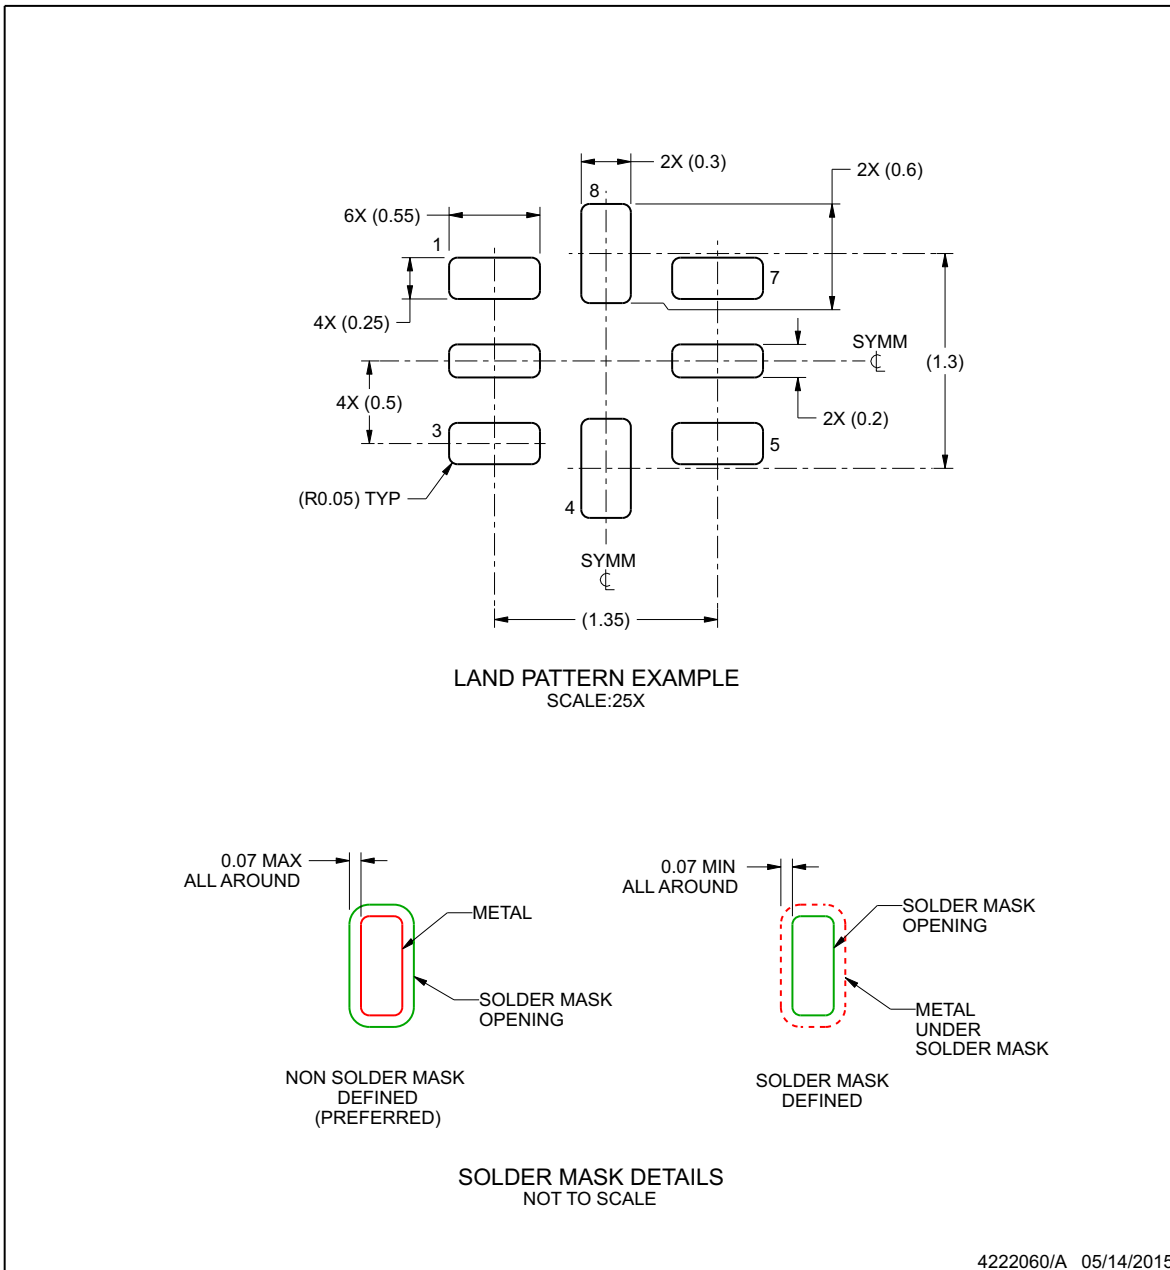 2X (0.3)
2X (0.6)
8
6X (0.55)
1
7
4X (0.25)
SYMM
℄
(1.3)
4X (0.5)
2X (0.2)
3
5
(R0.05) TYP
4
SYMM
℄
(1.35)
LAND PATTERN EXAMPLE
SCALE:25X
0.07 MAX
ALL AROUND
METAL
SOLDER MASK
OPENING
NON SOLDER MASK
DEFINED
(PREFERRED)
0.07 MIN
ALL AROUND
SOLDER MASK
OPENING
METAL
UNDER
SOLDER MASK
SOLDER MASK
DEFINED
SOLDER MASK DETAILS
NOT TO SCALE
4222060/A 05/14/2015